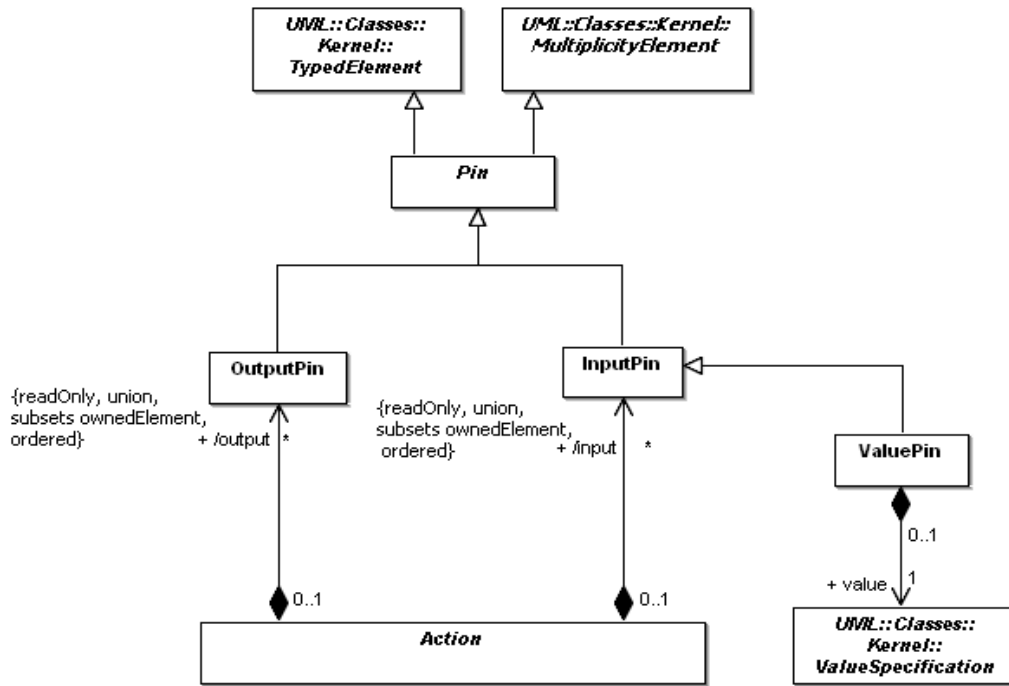 UML::Classes::
Kernel::
TypedElement
UML::Classes::Kernel::
MultiplicityElement
Pin
OutputPin
InputPin
{readOnly, union,
subsets ownedElement,
ordered}
+ /output
*
{readOnly, union,
subsets ownedElement,
ordered}
+ /input
*
ValuePin
0..1
+ value
1
0..1
0..1
Action
UML::Classes::
Kernel::
ValueSpecification